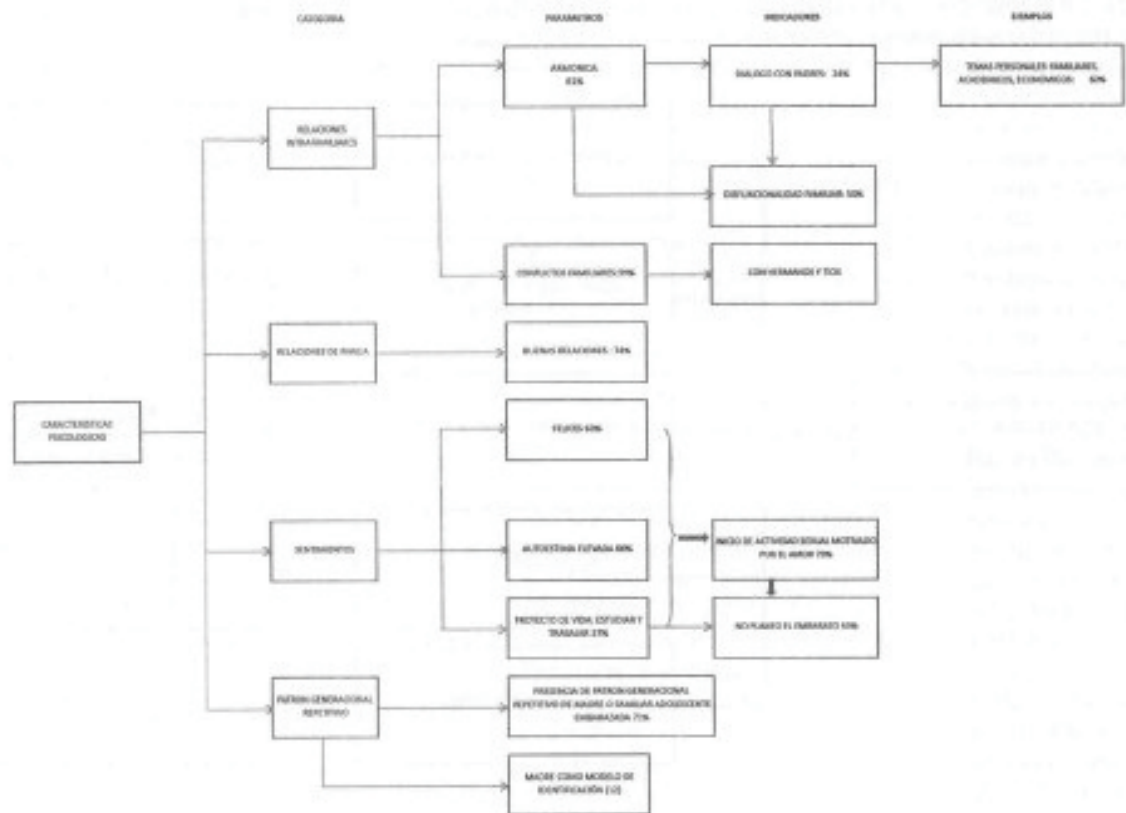 CATEGORIA
PARAMETROS
INDICADORES
EJEMPLOS
ARMONICA
DIALOGO CON PADRES:
TEMAS PERSONALES FAMILIARES,
ACADEMICOS, ECONOMICOS:
RELACIONES
INTRAFAMILIARES
DISFUNCIONALIDAD FAMILIAR
CONFLICTOS FAMILIARES
CON HERMANOS Y TIOS
RELACIONES DE PAREJA
BUENAS RELACIONES -
CARACTERISTICAS
PSICOLOGICAS
FELICES
SENTIMIENTOS
AUTOESTIMA ELEVADA
INICIO DE ACTIVIDAD SEXUAL MOTIVADO
POR EL AMOR
PROYECTO DE VIDA, ESTUDIAR Y
TRABAJAR
NO PLANEO EL EMBARAZO
PATRON GENERACIONAL
REPETITIVO
PRESENCIA DE PATRON GENERACIONAL
REPETITIVO DE MADRE O FAMILIAR ADOLESCENTE
EMBARAZADA
MADRE COMO MODELO DE
IDENTIFICACIÓN